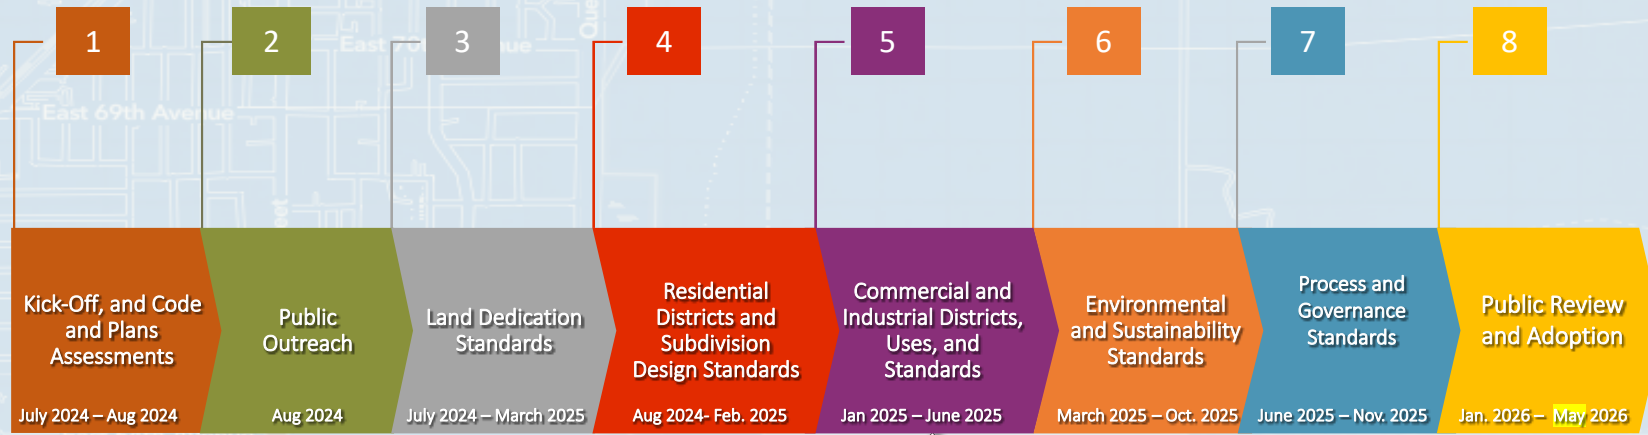 1
2
3
4
5
6
7
8
East 70th Avenue
East 69th Avenue
Kick-Off, and Code
and Plans
Assessments
July 2024 – Aug 2024
Public
Outreach
Aug 2024
Land Dedication
Standards
July 2024 – March 2025
Residential
Districts and
Subdivision
Design Standards
Aug 2024- Feb. 2025
Commercial and
Industrial Districts,
Uses, and
Standards
Jan 2025 – June 2025
Environmental
and Sustainability
Standards
March 2025 – Oct. 2025
Process and
Governance
Standards
June 2025 – Nov. 2025
Public Review
and Adoption
Jan. 2026 – May 2026